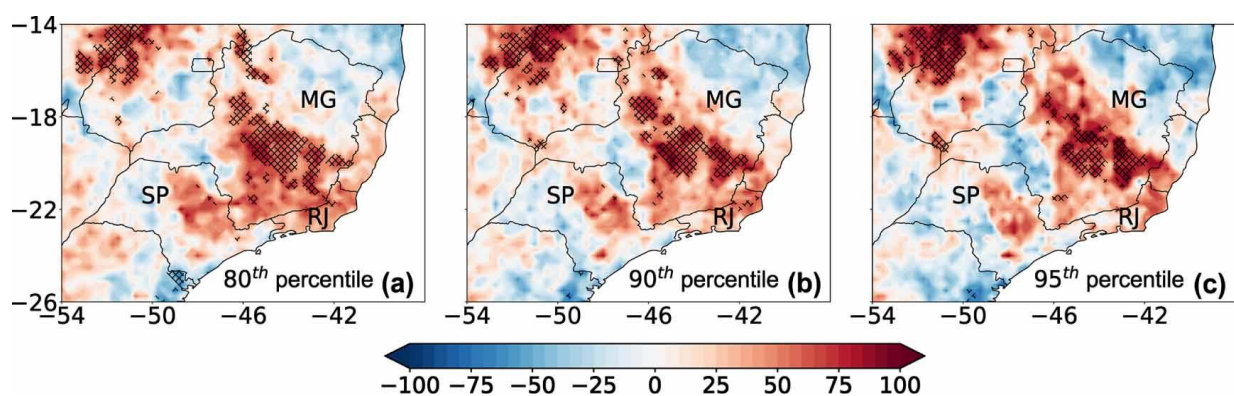 −14
−18
−22
−26
MG
SP
RJ
80th percentile (a)
−54 −50 −46 −42
MG
SP
RJ
90th percentile (b)
−54 −50 −46 −42
MG
SP
RJ
95th percentile (c)
−54 −50 −46 −42
−100 −75 −50 −25 0 25 50 75 100